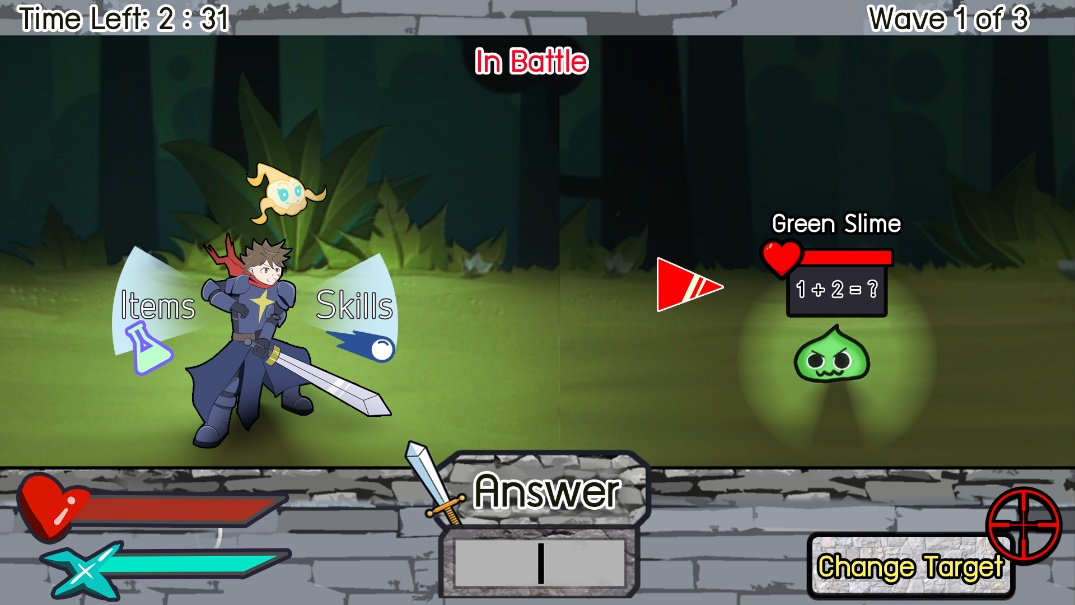 Time Left: 2 : 31
Wave 1 of 3
In Battle
Green Slime
1 + 2 = ?
Items
Skills
Answer
Change Target